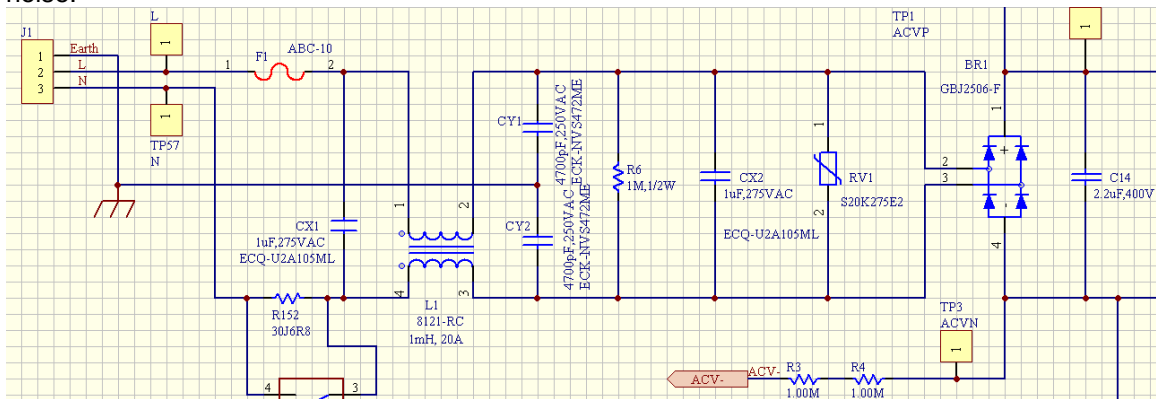 noise.
J1
1
2
3
Earth
L
N
L
1
1
TP57
N
F1
ABC-10
1
2
CX1
1uF,275VAC
ECQ-U2A105ML
R152
30J6R8
4
3
1
2
4
3
L1
8121-RC
1mH, 20A
CY1
4700pF,250VAC
ECK-NVS472ME
CY2
4700pF,250VAC
ECK-NVS472ME
R6
1M,1/2W
CX2
1uF,275VAC
ECQ-U2A105ML
1
2
RV1
S20K275E2
TP1
ACVP
BR1
GBJ2506-F
1
2
3
4
+
-
1
C14
2.2uF,400V
TP3
ACVN
1
ACV-
ACV-
R3
1.00M
R4
1.00M